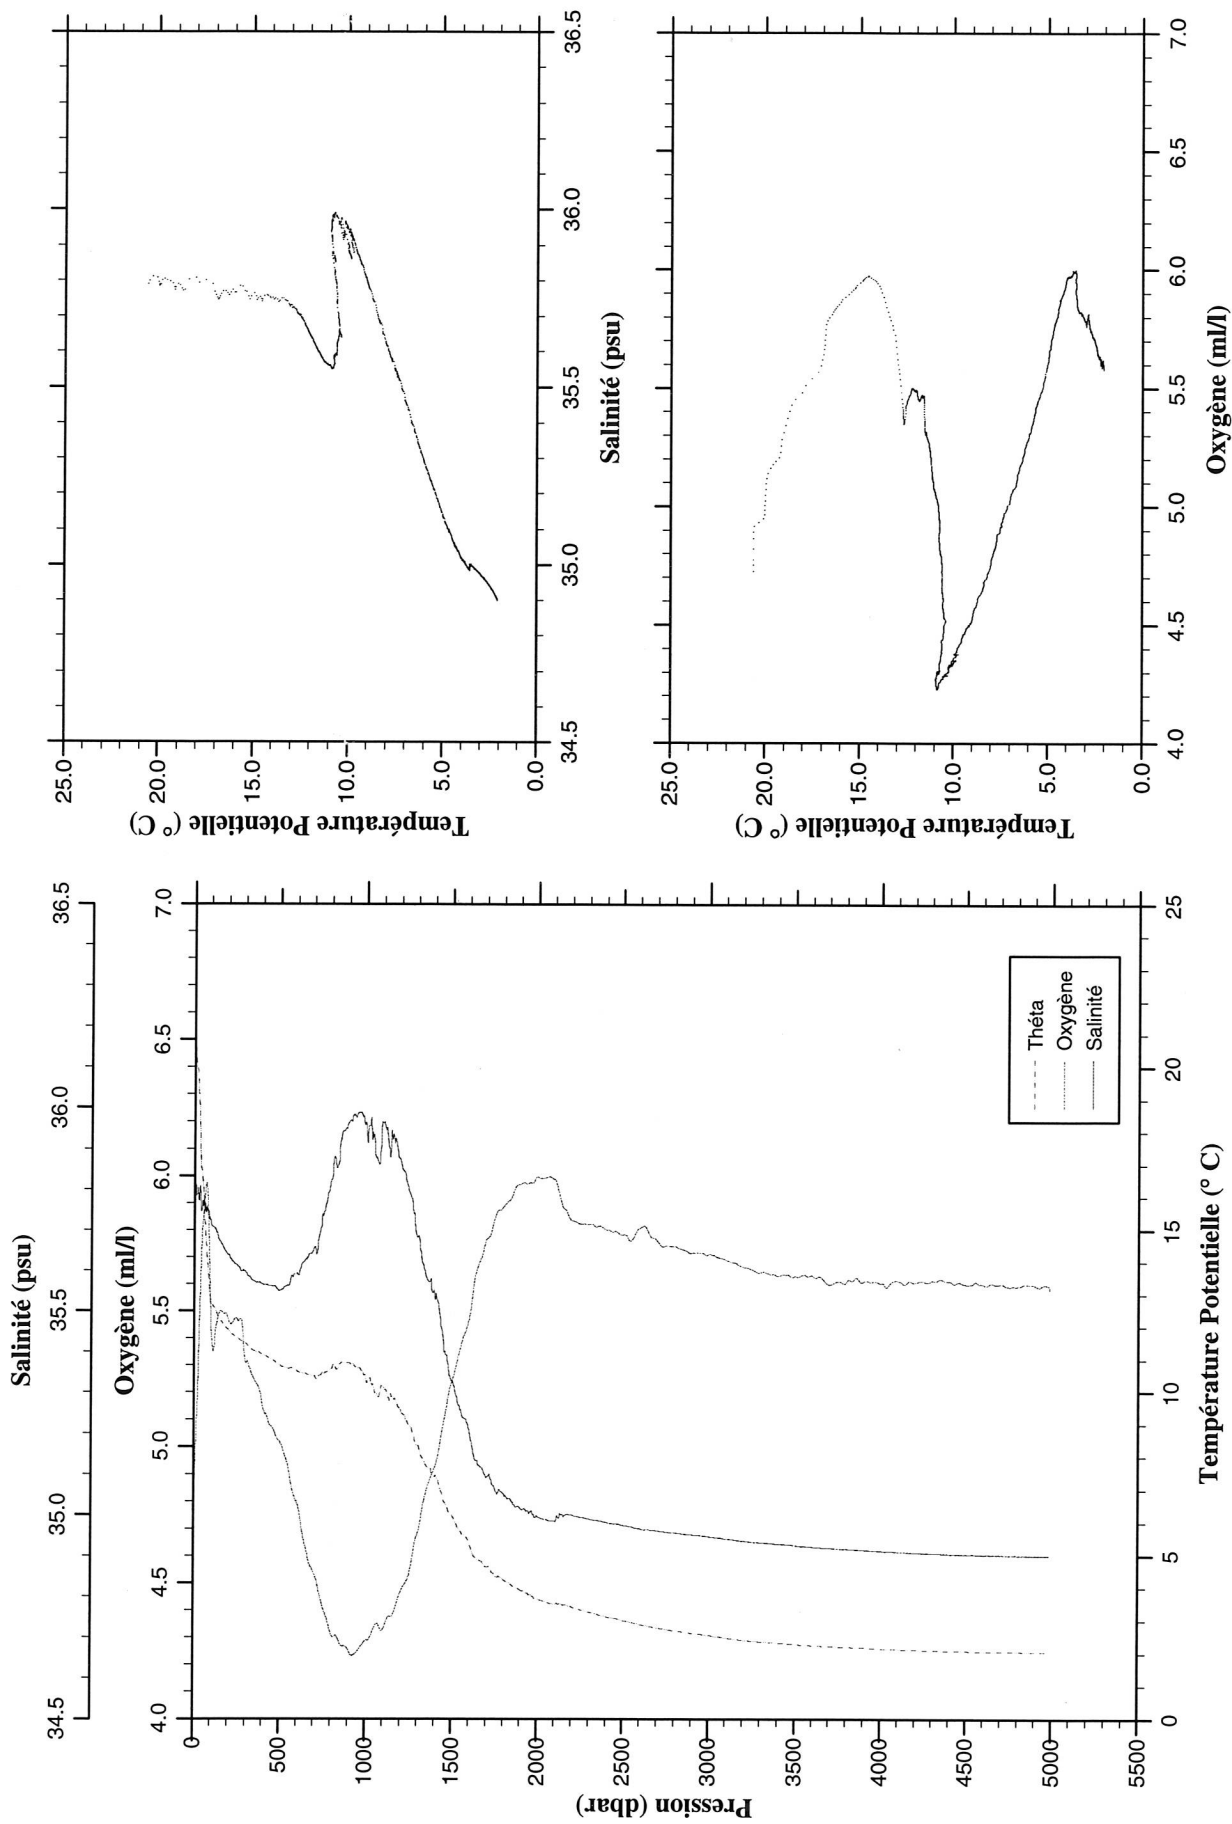 Salinité (psu)
34.5 35.0 35.5 36.0 36.5
Oxygène (ml/l)
4.0 4.5 5.0 5.5 6.0 6.5 7.0
Pression (dbar)
0
500
1000
1500
2000
2500
3000
3500
4000
4500
5000
5500
Théta
Oxygène
Salinité
0 5 10 15 20 25
Température Potentielle (° C)
Température Potentielle (° C)
25.0
20.0
15.0
10.0
5.0
0.0
34.5 35.0 35.5 36.0 36.5
Salinité (psu)
Température Potentielle (° C)
25.0
20.0
15.0
10.0
5.0
0.0
4.0 4.5 5.0 5.5 6.0 6.5 7.0
Oxygène (ml/l)